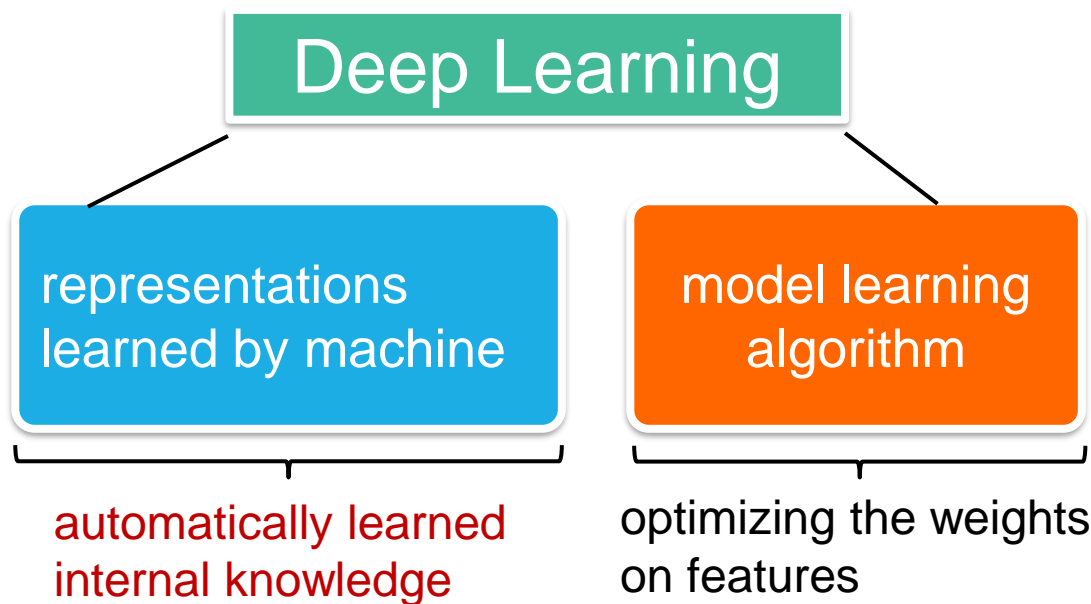 Deep Learning
representations
learned by machine
model learning
algorithm
automatically learned
internal knowledge
optimizing the weights
on features